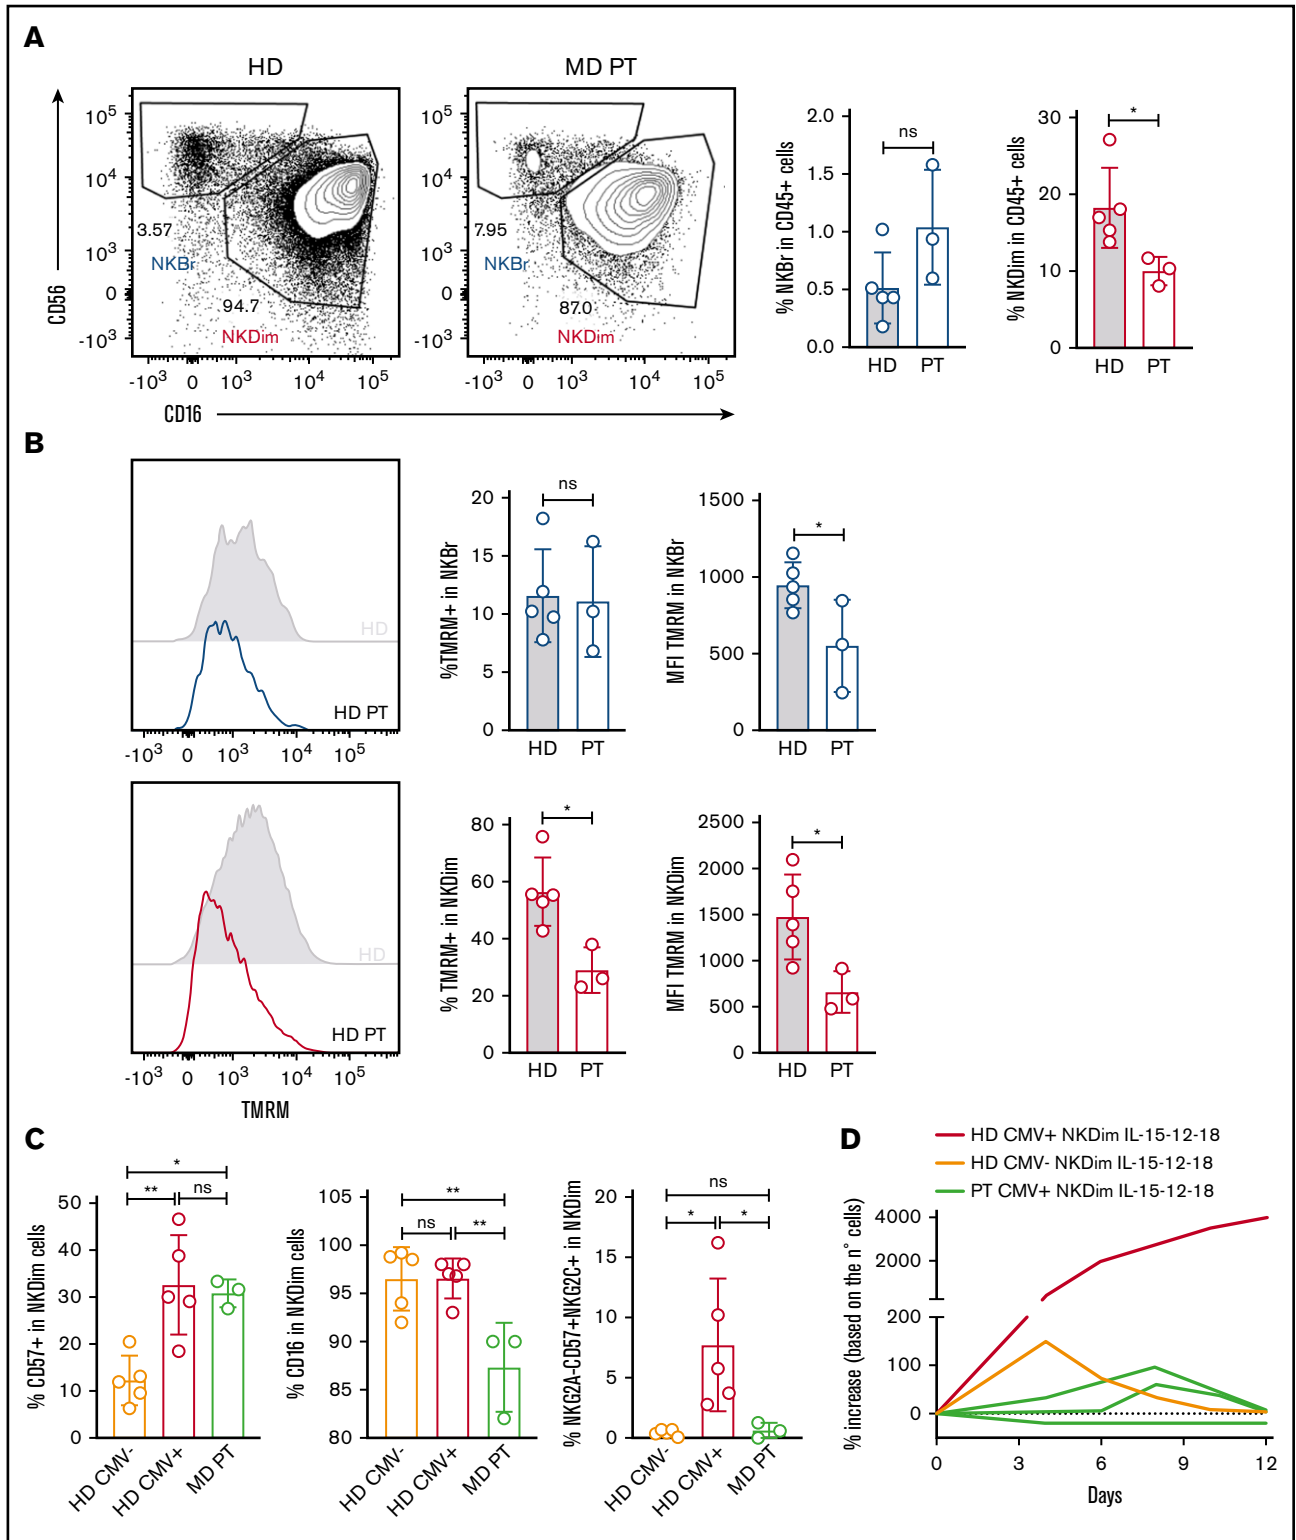 A
HD
MD PT
CD56
10^5
10^4
10^3
0
-10^3
3.57
NKBr
94.7
NKDim
7.95
NKBr
87.0
NKDim
-10^3 0 10^3 10^4 10^5
-10^3 0 10^3 10^4 10^5
CD16
% NKBr in CD45+ cells
2.0
1.5
1.0
0.5
0.0
ns
HD PT
% NKDim in CD45+ cells
30
20
10
0
*
HD PT
B
HD
HD PT
-10^3 0 10^3 10^4 10^5
%TMRM+ in NKBr
20
15
10
5
0
ns
HD PT
MFI TMRM in NKBr
1500
1000
500
0
*
HD PT
HD
HD PT
-10^3 0 10^3 10^4 10^5
TMRM
% TMRM+ in NKDim
80
60
40
20
0
*
HD PT
MFI TMRM in NKDim
2500
2000
1500
1000
500
0
*
HD PT
C
% CD57+ in NKDim cells
50
40
30
20
10
0
*
** ns
HD CMV- HD CMV+ MD PT
% CD16 in NKDim cells
105
100
95
90
85
80
**
ns **
HD CMV- HD CMV+ MD PT
% NKG2A-CD57+NKG2C+ in NKDim
20
15
10
5
0
ns
* *
HD CMV- HD CMV+ MD PT
D
HD CMV+ NKDim IL-15-12-18
HD CMV- NKDim IL-15-12-18
PT CMV+ NKDim IL-15-12-18
% increase (based on the n° cells)
4000
2000
200
100
0
0 3 6 9 12
Days